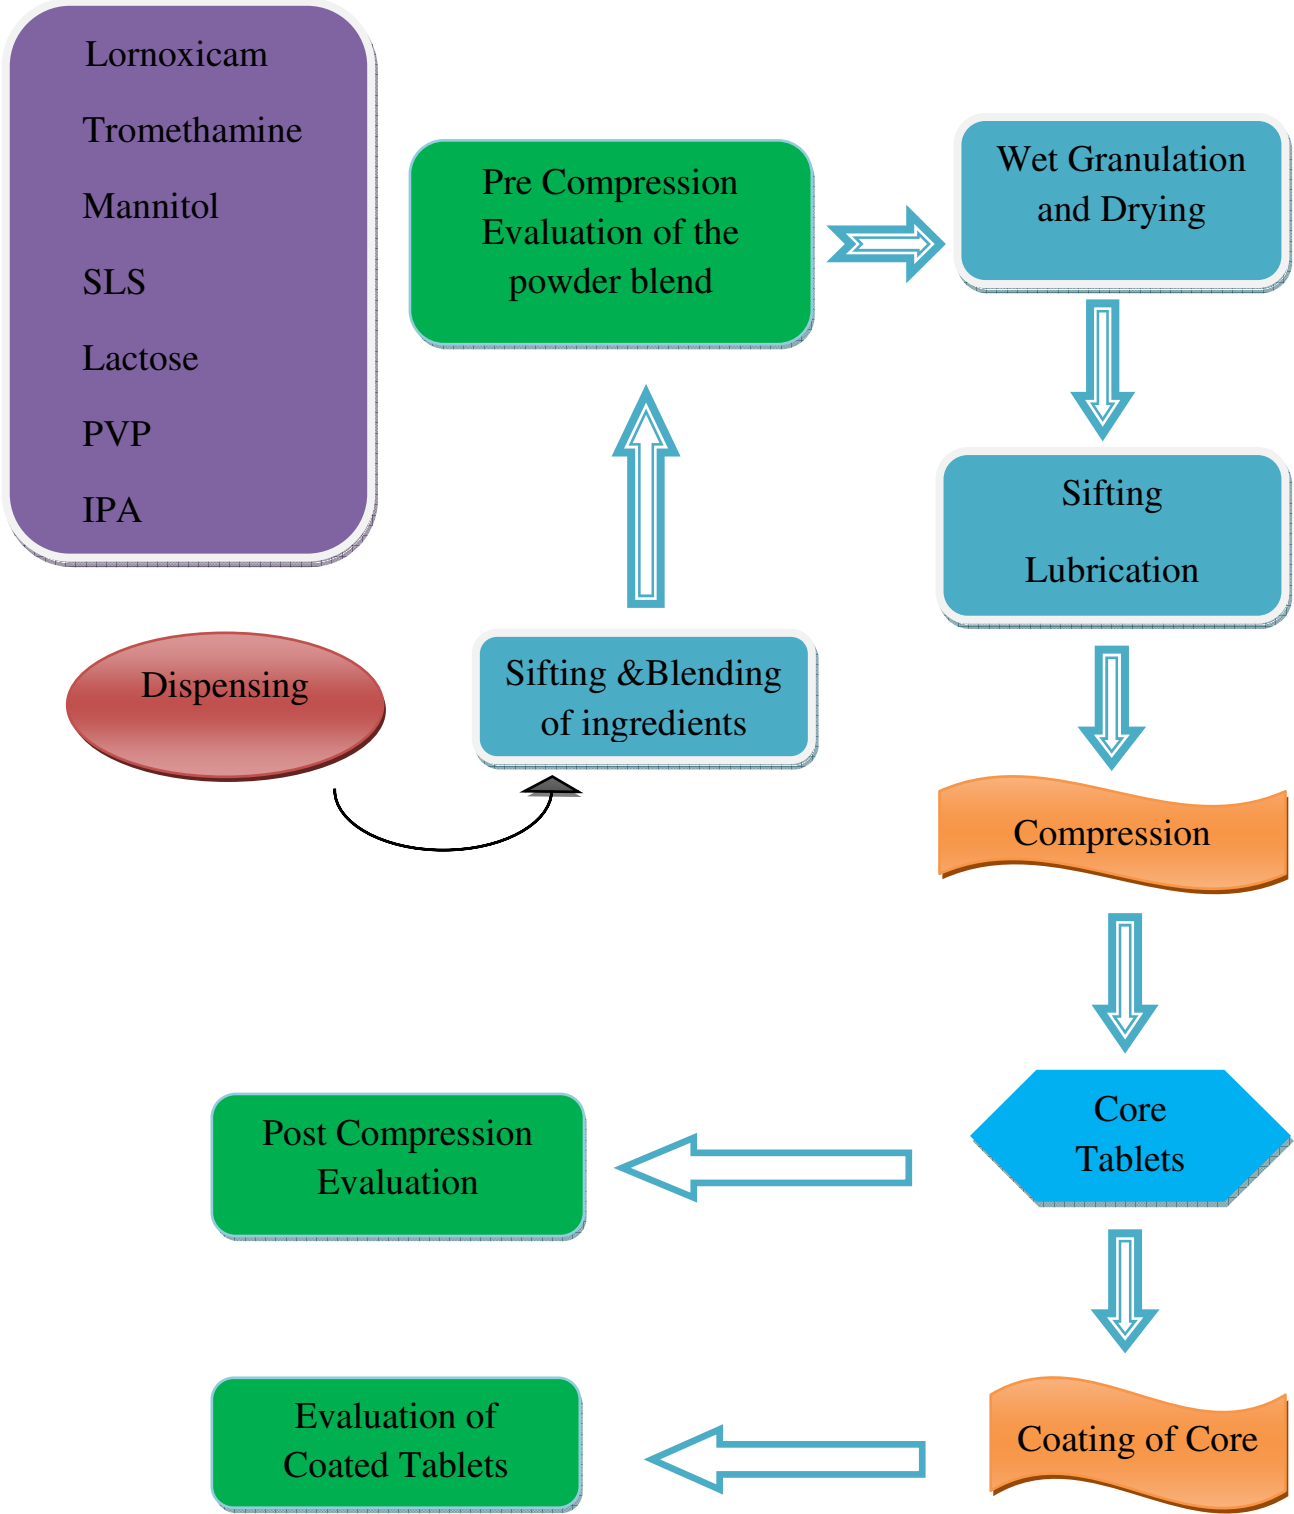 Lornoxicam
Tromethamine
Mannitol
SLS
Lactose
PVP
IPA
Dispensing
Sifting &Blending
of ingredients
Pre Compression
Evaluation of the
powder blend
Wet Granulation
and Drying
Sifting
Lubrication
Compression
Core
Tablets
Post Compression
Evaluation
Coating of Core
Evaluation of
Coated Tablets